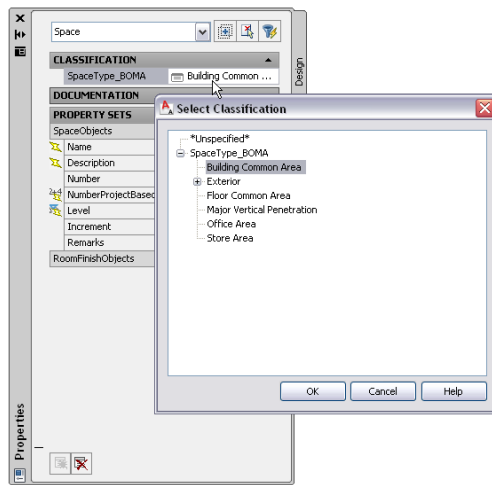 Space
CLASSIFICATION
SpaceType_BOMA Building Common ...
DOCUMENTATION
PROPERTY SETS
SpaceObjects
Name
Description
Number
NumberProjectBased
Level
Increment
Remarks
RoomFinishObjects
Design
Properties
Select Classification
*Unspecified*
SpaceType_BOMA
Building Common Area
Exterior
Floor Common Area
Major Vertical Penetration
Office Area
Store Area
OK Cancel Help